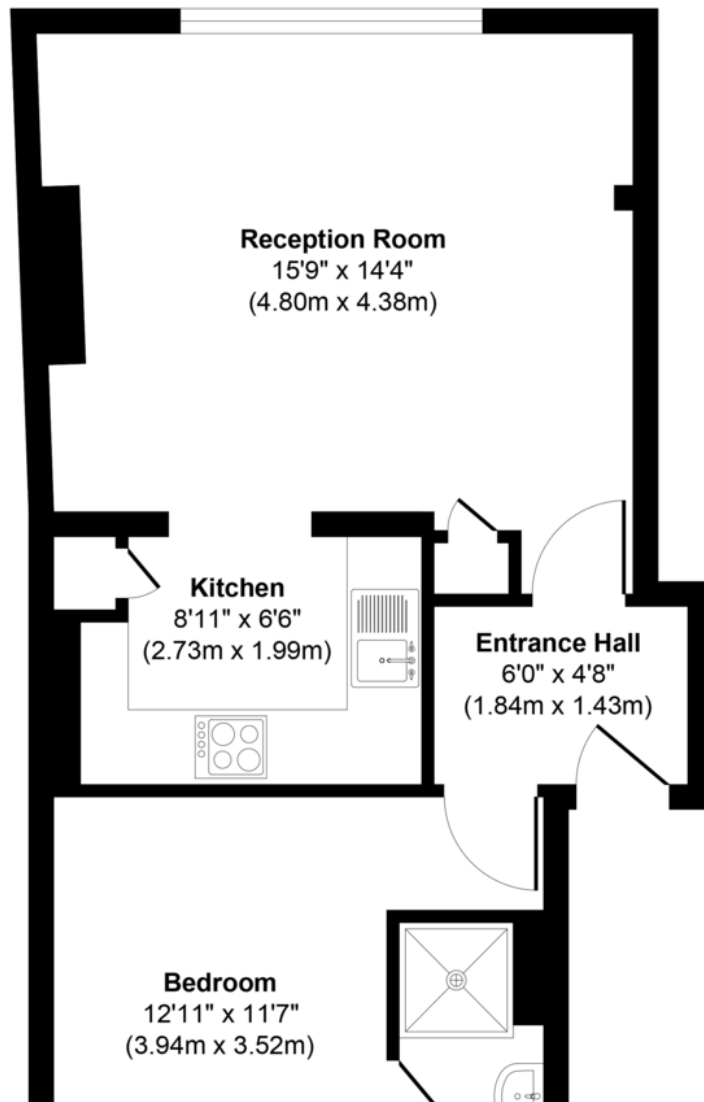 Reception Room
15'9" x 14'4"
(4.80m x 4.38m)
Kitchen
8'11" x 6'6"
(2.73m x 1.99m)
Entrance Hall
6'0" x 4'8"
(1.84m x 1.43m)
Bedroom
12'11" x 11'7"
(3.94m x 3.52m)